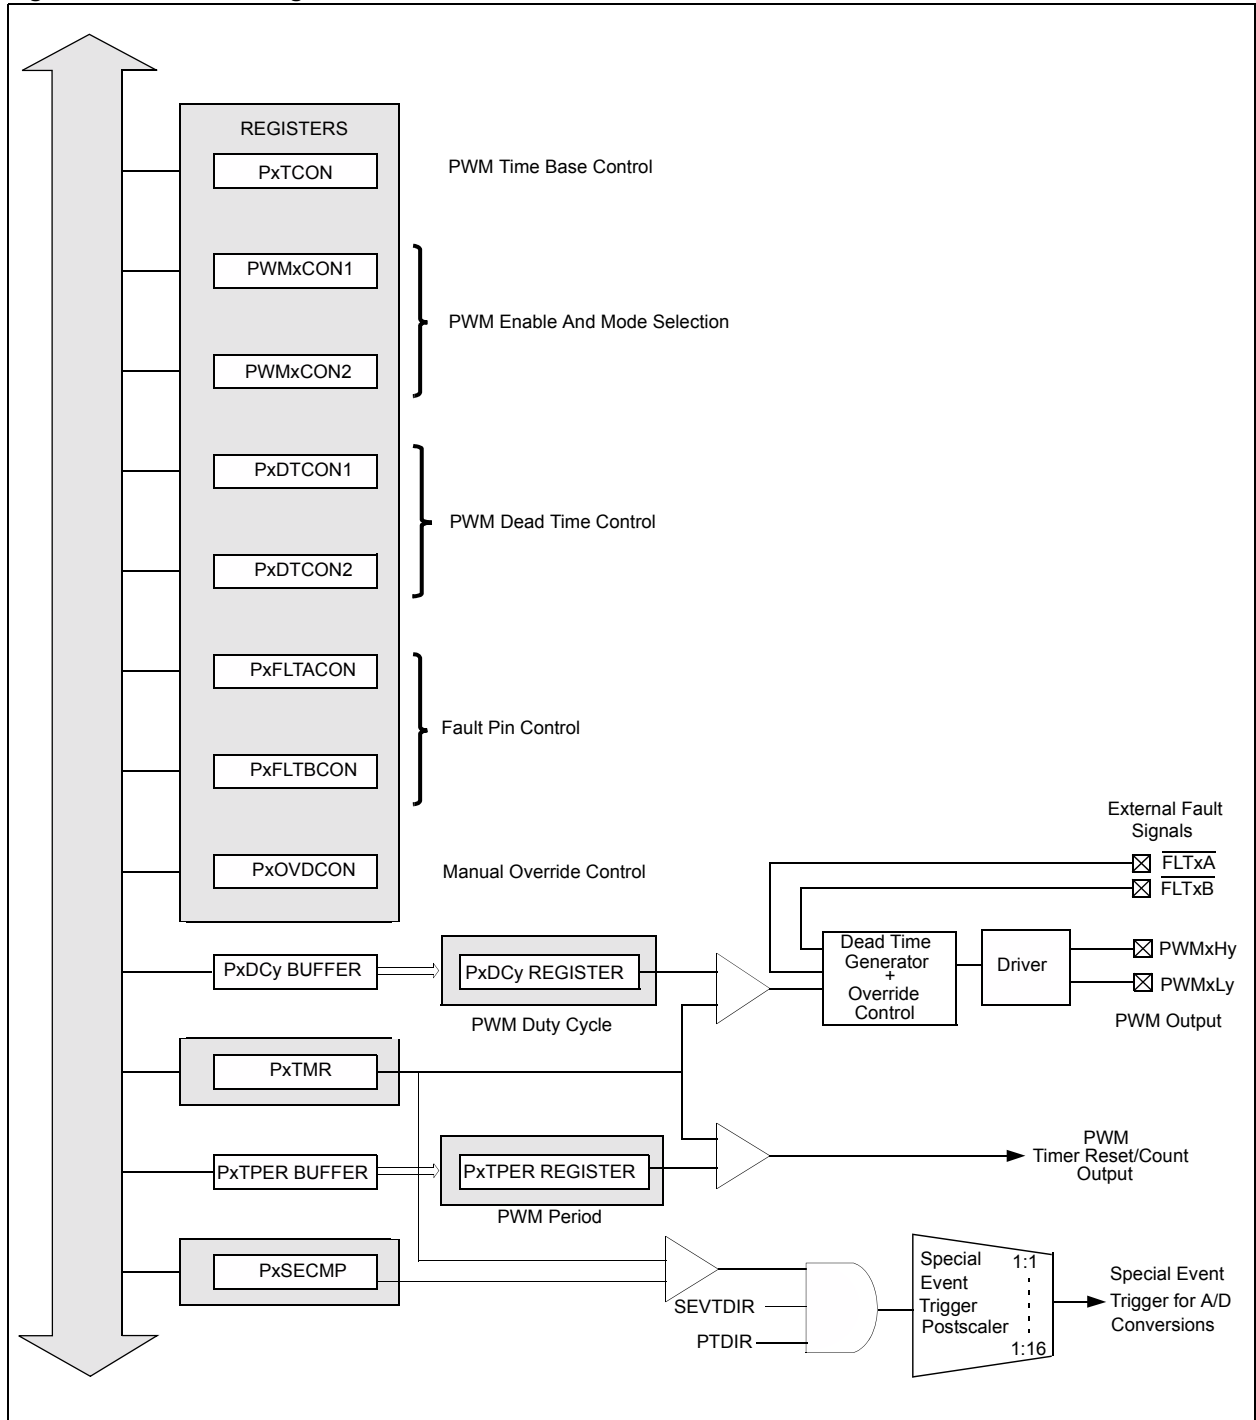 REGISTERS
PxTCON
PWM Time Base Control
PWMxCON1
PWM Enable And Mode Selection
PWMxCON2
PxDTCON1
PWM Dead Time Control
PxDTCON2
PxFLTACON
Fault Pin Control
PxFLTBCON
PxOVDCON
Manual Override Control
External Fault
Signals
FLTxA
FLTxB
PxDCy BUFFER
PxDCy REGISTER
PWM Duty Cycle
Dead Time
Generator
+
Override
Control
Driver
PWMxHy
PWMxLy
PWM Output
PxTMR
PxTPER BUFFER
PxTPER REGISTER
PWM Period
PWM
Timer Reset/Count
Output
PxSECMP
SEVTDIR
PTDIR
Special
Event
Trigger
Postscaler
1:1
1:16
Special Event
Trigger for A/D
Conversions